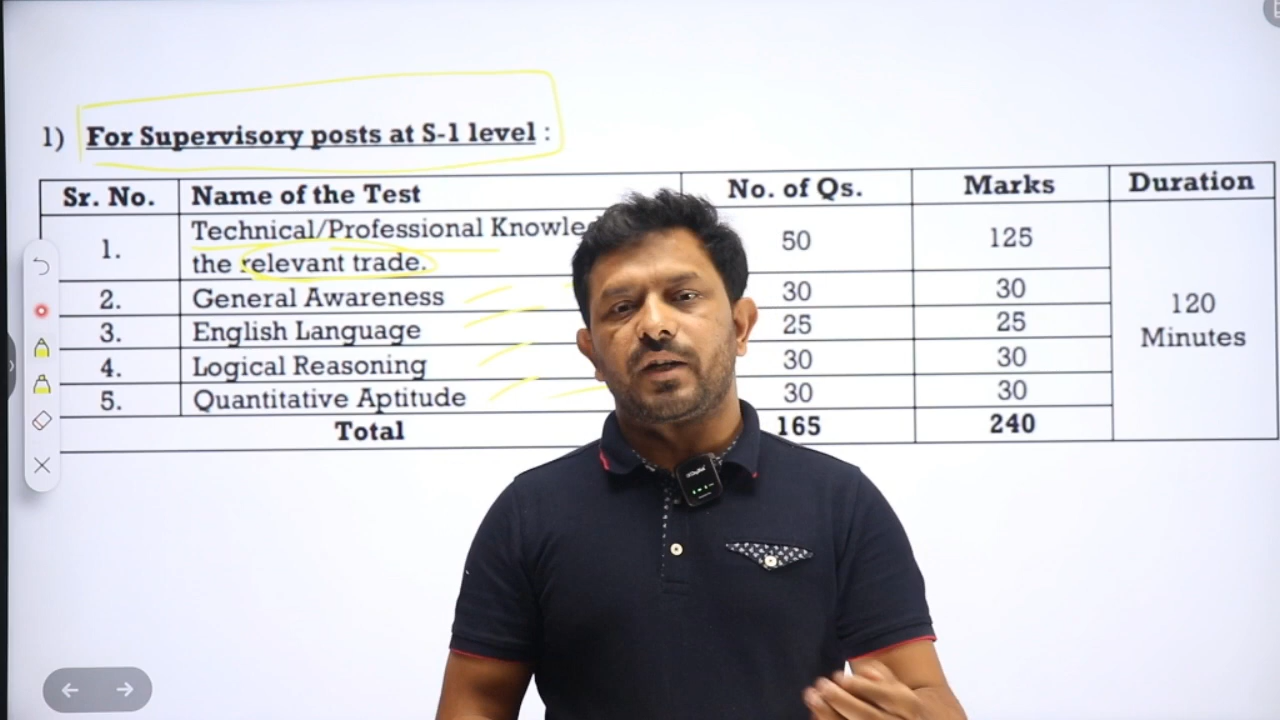 1) For Supervisory posts at S-1 level :
Sr. No. Name of the Test No. of Qs. Marks Duration
1. Technical/Professional
the relevant trade. 50 125
2. General Awareness 30 30
3. English Language 25 25
4. Logical Reasoning 30 30
5. Quantitative Aptitude 30 30
120
Minutes
Total 165 240